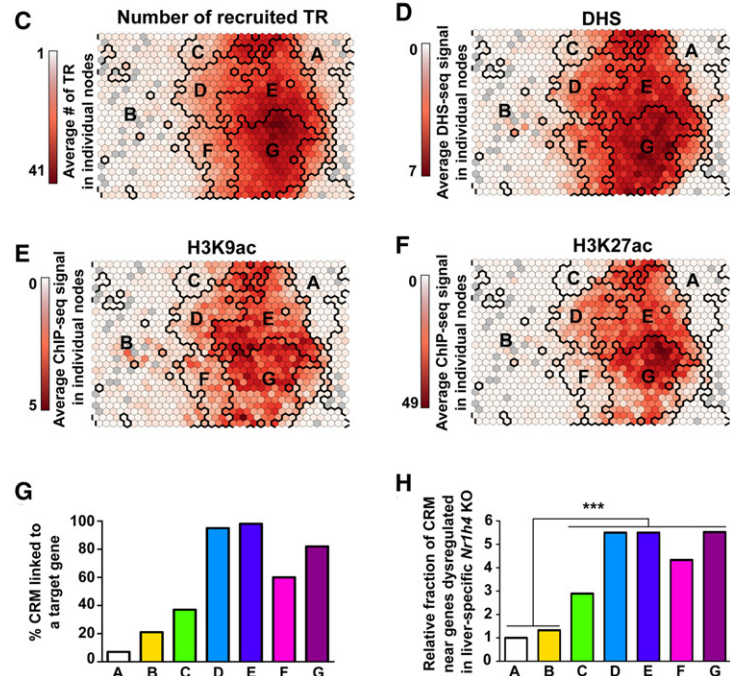 C
Number of recruited TR
1
41
Average # of TR
in individual nodes
C
A
D
E
B
F
G
D
DHS
0
7
Average DHS-seq signal
in individual nodes
C
A
D
E
B
F
G
E
H3K9ac
0
5
Average ChIP-seq signal
in individual nodes
C
A
D
E
B
F
G
F
H3K27ac
0
49
Average ChIP-seq signal
in individual nodes
C
A
D
E
B
F
G
G
% CRM linked to
a target gene
100
80
60
40
20
0
A B C D E F G
H
Relative fraction of CRM
near genes dysregulated
in liver-specific Nr1h4 KO
***
6
5
4
3
2
1
0
A B C D E F G